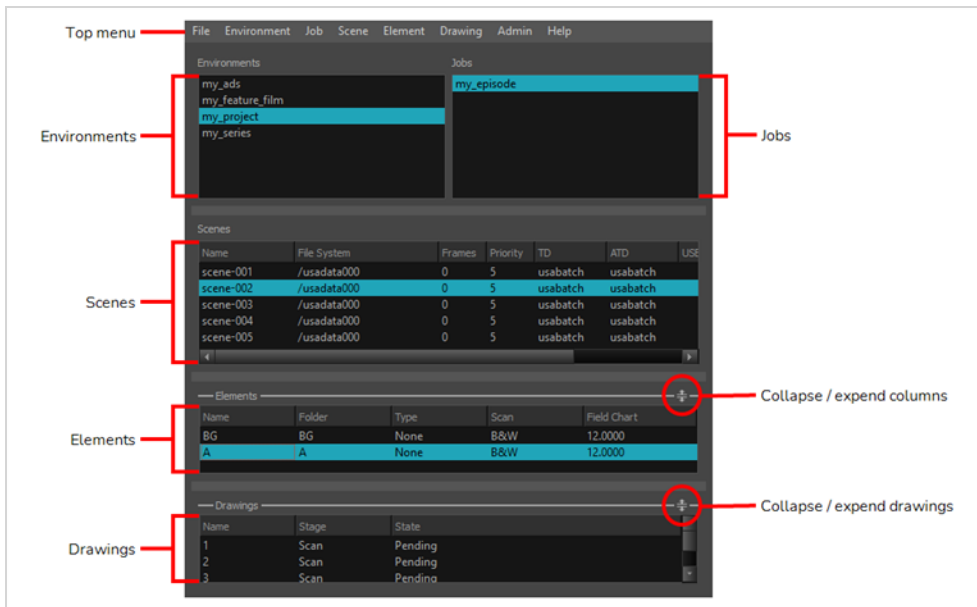 Top menu
File Environment Job Scene Element Drawing Admin Help
Environments Jobs
my_ads my_episode
my_feature_film
my_project
my_series
Environments
Jobs
Scenes
Name File System Frames Priority TD ATD USE
scene-001 /usadata000 0 5 usabatch usabatch
scene-002 /usadata000 0 5 usabatch usabatch
scene-003 /usadata000 0 5 usabatch usabatch
scene-004 /usadata000 0 5 usabatch usabatch
scene-005 /usadata000 0 5 usabatch usabatch
Scenes
Elements
Collapse / expend columns
Name Folder Type Scan Field Chart
BG BG None B&W 12.0000
A A None B&W 12.0000
Elements
Drawings
Collapse / expend drawings
Name Stage State
1 Scan Pending
2 Scan Pending
3 Scan Pending
Drawings